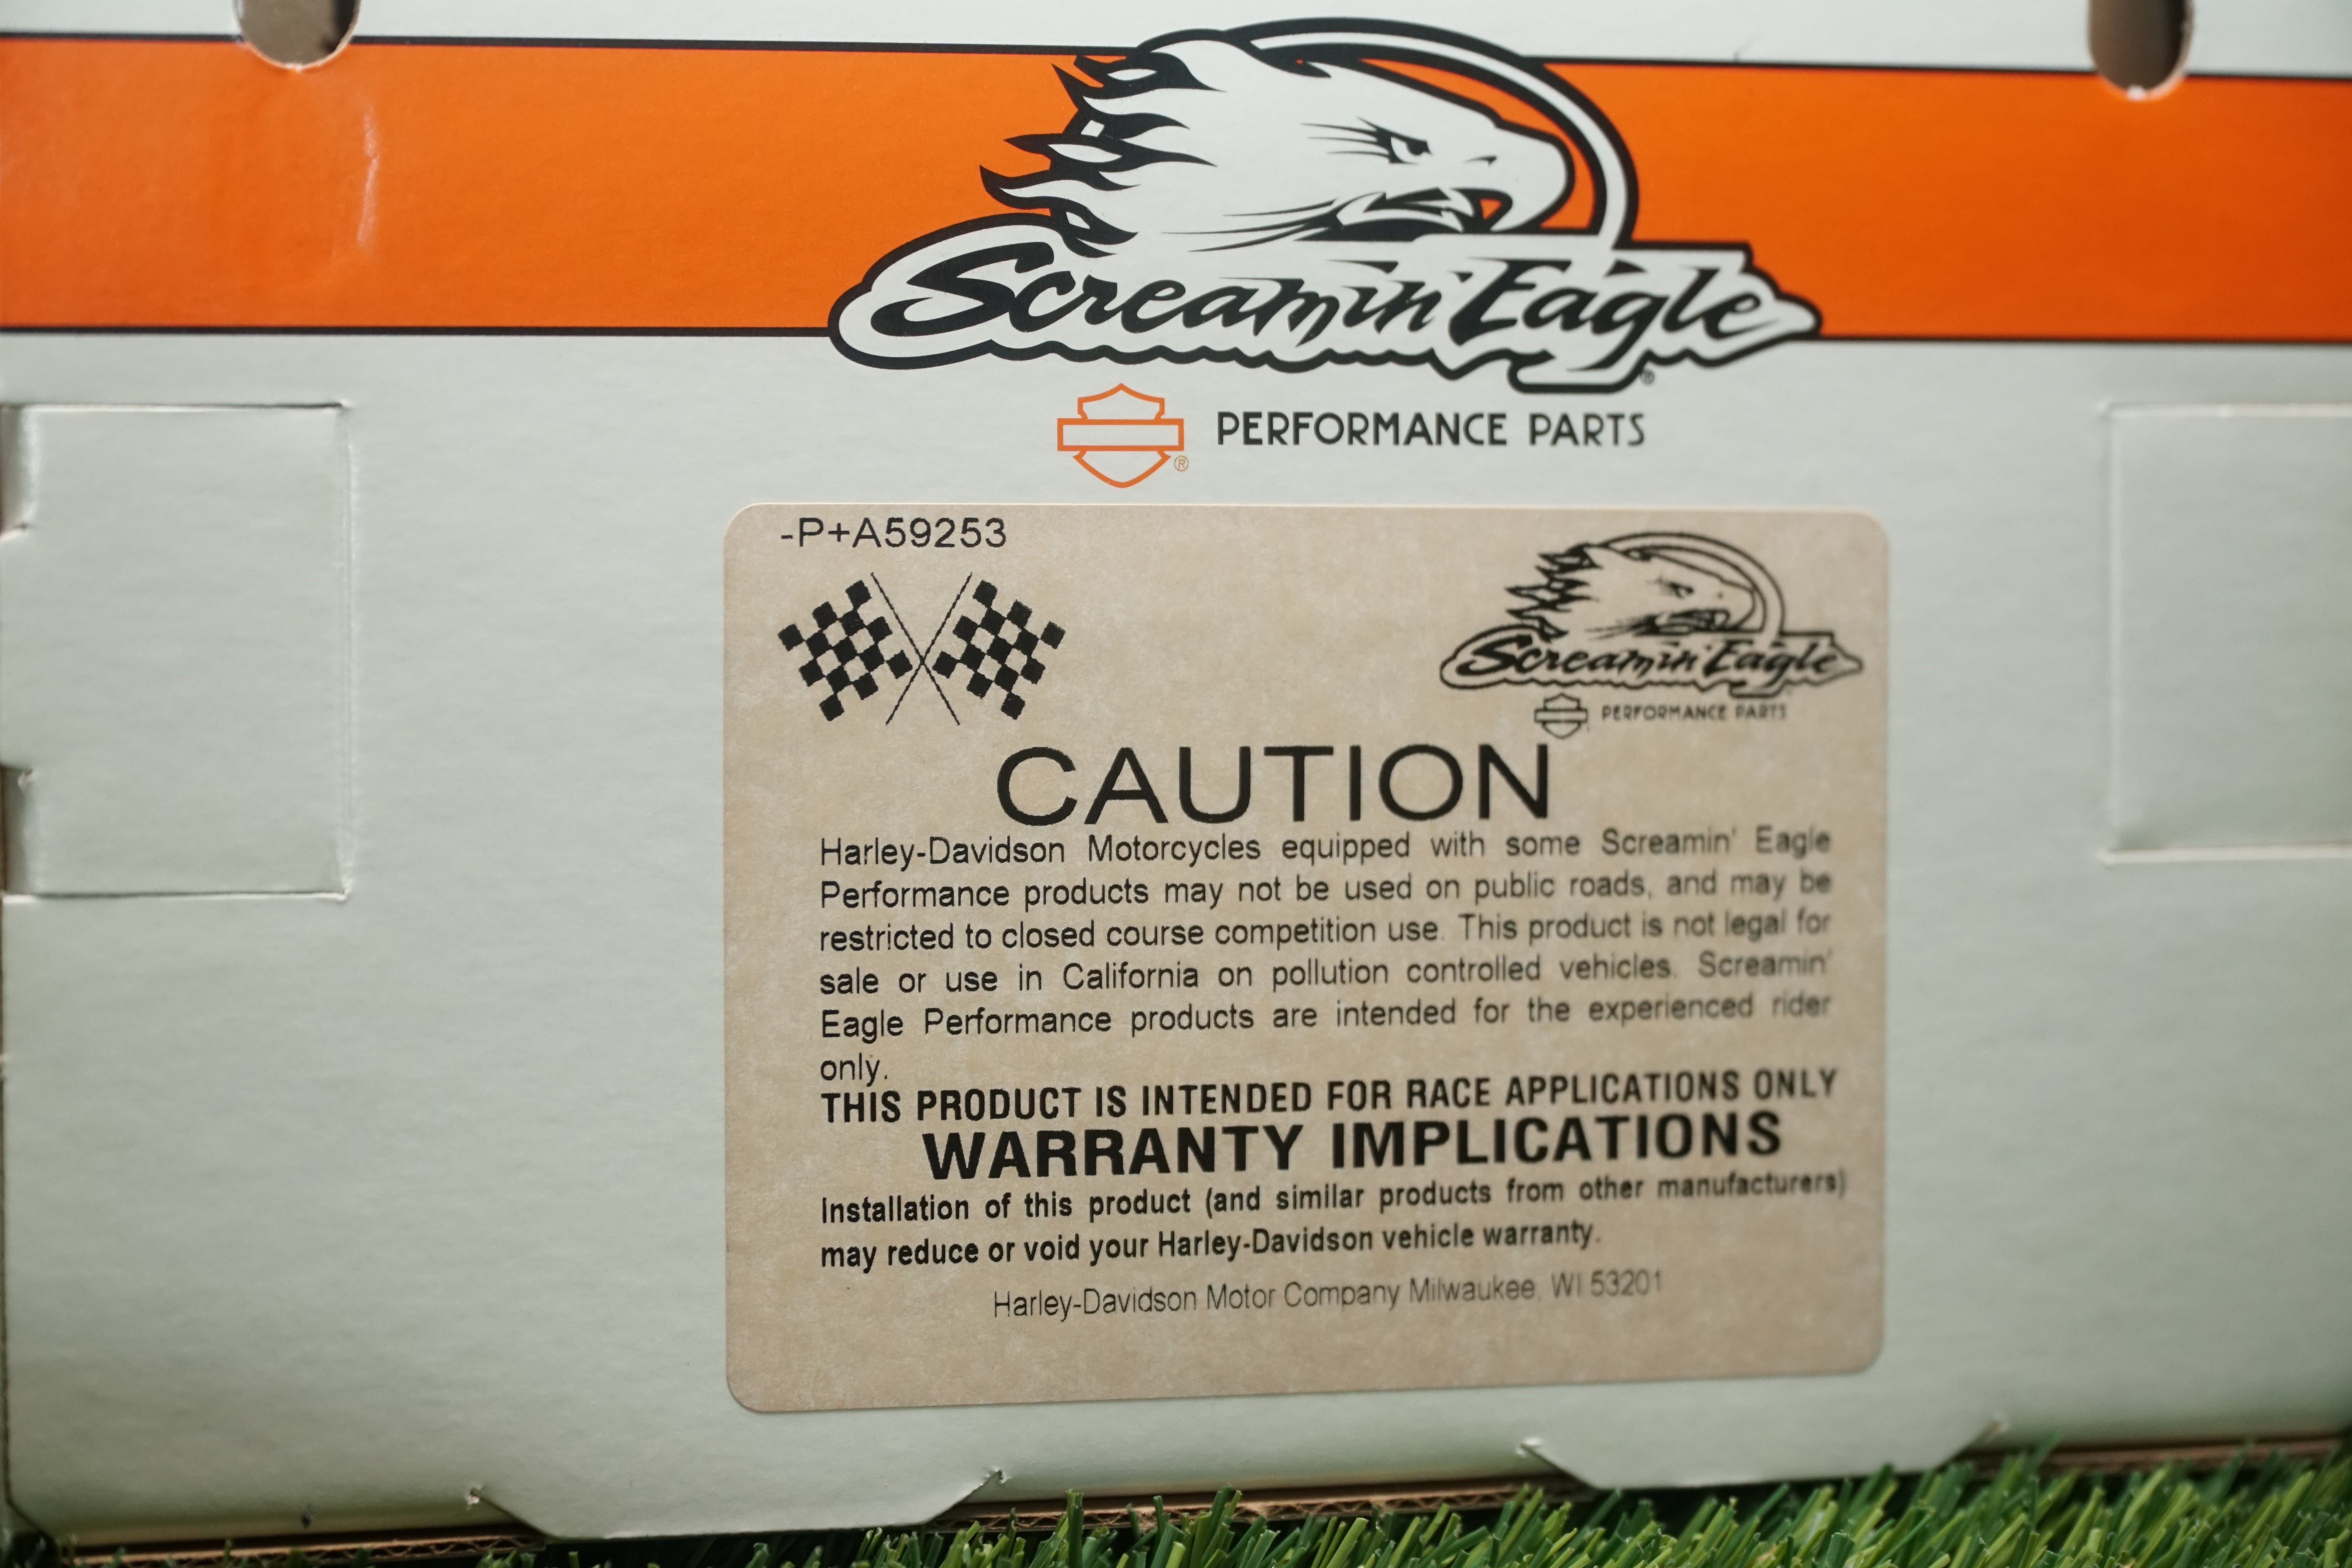 Screamin' Eagle
®
PERFORMANCE PARTS
®
-P+A59253
Screamin' Eagle
PERFORMANCE PARTS
CAUTION
Harley-Davidson Motorcycles equipped with some Screamin' Eagle
Performance products may not be used on public roads, and may be
restricted to closed course competition use. This product is not legal for
sale or use in California on pollution controlled vehicles. Screamin'
Eagle Performance products are intended for the experienced rider
only.
THIS PRODUCT IS INTENDED FOR RACE APPLICATIONS ONLY
WARRANTY IMPLICATIONS
Installation of this product (and similar products from other manufacturers)
may reduce or void your Harley-Davidson vehicle warranty.
Harley-Davidson Motor Company Milwaukee, WI 53201